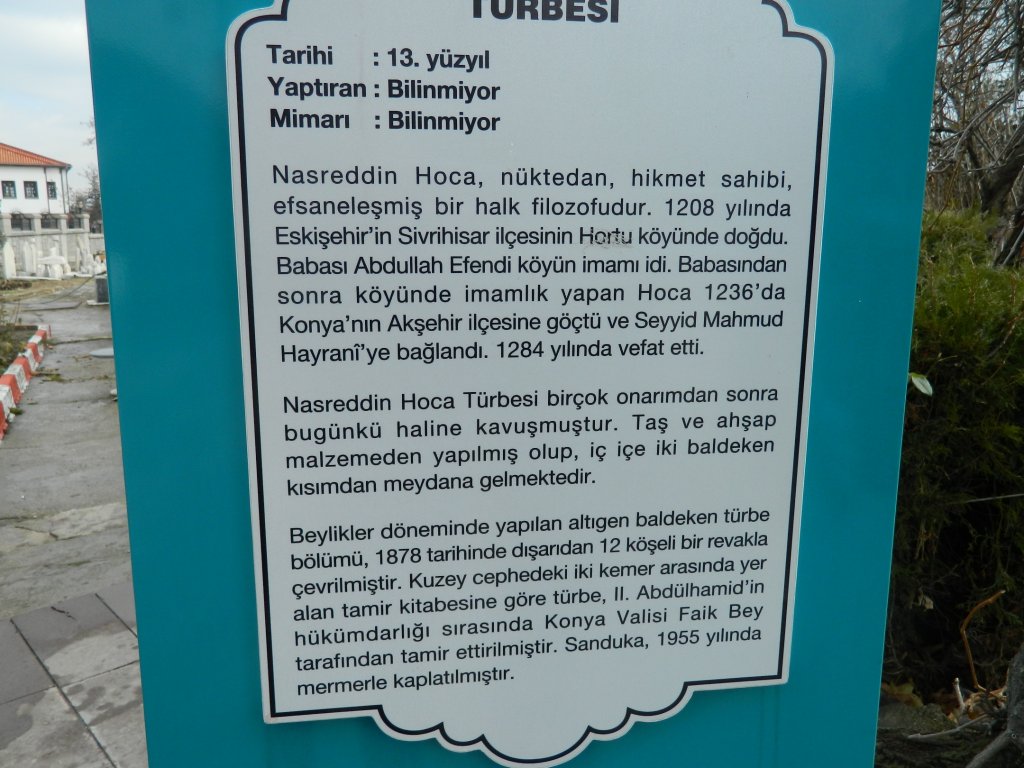 TÜRBESİ
Tarihi : 13. yüzyıl
Yaptıran : Bilinmiyor
Mimarı : Bilinmiyor
Nasreddin Hoca, nüktedan, hikmet sahibi,
efsaneleşmiş bir halk filozofudur. 1208 yılında
Eskişehir'in Sivrihisar ilçesinin Hortu köyünde doğdu.
Babası Abdullah Efendi köyün imamı idi. Babasından
sonra köyünde imamlık yapan Hoca 1236'da
Konya'nın Akşehir ilçesine göçtü ve Seyyid Mahmud
Hayranî'ye bağlandı. 1284 yılında vefat etti.
Nasreddin Hoca Türbesi birçok onarımdan sonra
bugünkü haline kavuşmuştur. Taş ve ahşap
malzemeden yapılmış olup, iç içe iki baldeken
kısımdan meydana gelmektedir.
Beylikler döneminde yapılan altıgen baldeken türbe
bölümü, 1878 tarihinde dışarıdan 12 köşeli bir revakla
çevrilmiştir. Kuzey cephedeki iki kemer arasında yer
alan tamir kitabesine göre türbe, II. Abdülhamid'in
hükümdarlığı sırasında Konya Valisi Faik Bey
tarafından tamir ettirilmiştir. Sanduka, 1955 yılında
mermerle kaplatılmıştır.